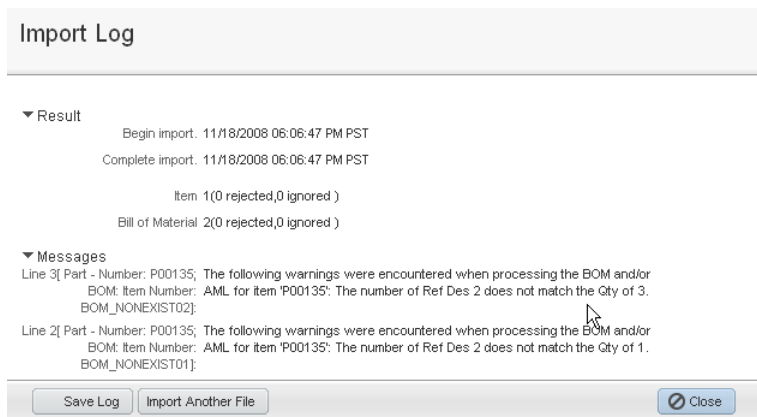 Import Log
Result
Begin import. 11/18/2008 06:06:47 PM PST
Complete import. 11/18/2008 06:06:47 PM PST
Item 1(0 rejected,0 ignored )
Bill of Material 2(0 rejected,0 ignored )
Messages
Line 3[ Part - Number: P00135; The following warnings were encountered when processing the BOM and/or
BOM: Item Number: AML for item 'P00135': The number of Ref Des 2 does not match the Qty of 3.
BOM_NONEXIST02]:
Line 2[ Part - Number: P00135; The following warnings were encountered when processing the BOM and/or
BOM: Item Number: AML for item 'P00135': The number of Ref Des 2 does not match the Qty of 1.
BOM_NONEXIST01]:
Save Log Import Another File Close